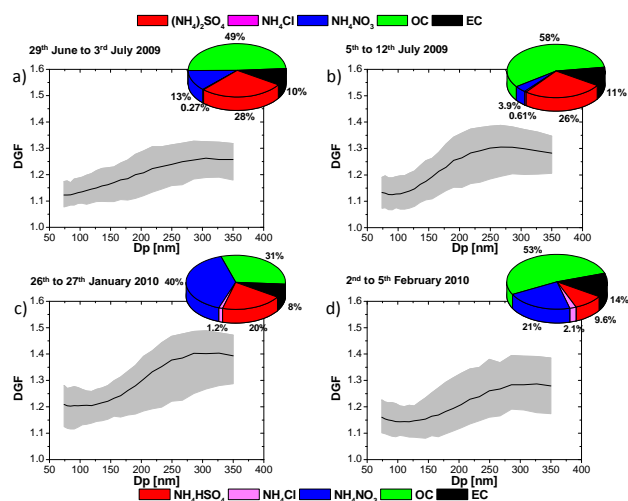 (NH₄)₂SO₄ NH₄Cl NH₄NO₃ OC EC
29th June to 3rd July 2009
49%
10%
28%
0.27%
13%
a)
1.6
1.5
1.4
1.3
1.2
1.1
1.0
DGF
50 100 150 200 250 300 350 400
Dp [nm]
5th to 12th July 2009
58%
11%
26%
0.61%
3.9%
b)
1.6
1.5
1.4
1.3
1.2
1.1
1.0
DGF
50 100 150 200 250 300 350 400
Dp [nm]
26th to 27th January 2010
31%
8%
20%
1.2%
40%
c)
1.6
1.5
1.4
1.3
1.2
1.1
1.0
DGF
50 100 150 200 250 300 350 400
Dp [nm]
2nd to 5th February 2010
53%
14%
9.6%
2.1%
21%
d)
1.6
1.5
1.4
1.3
1.2
1.1
1.0
DGF
50 100 150 200 250 300 350 400
Dp [nm]
NH₄HSO₄ NH₄Cl NH₄NO₃ OC EC